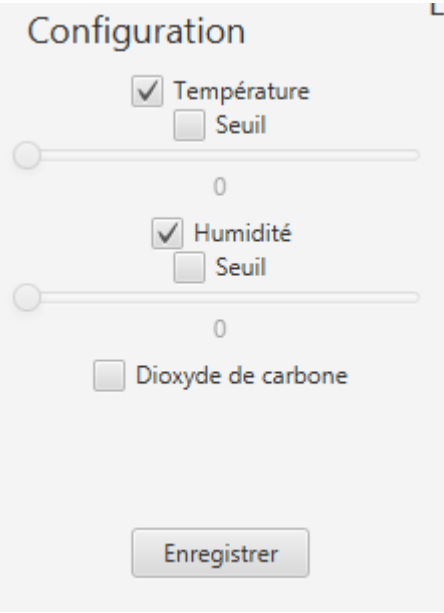 Configuration
Température
Seuil
0
Humidité
Seuil
0
Dioxyde de carbone
Enregistrer